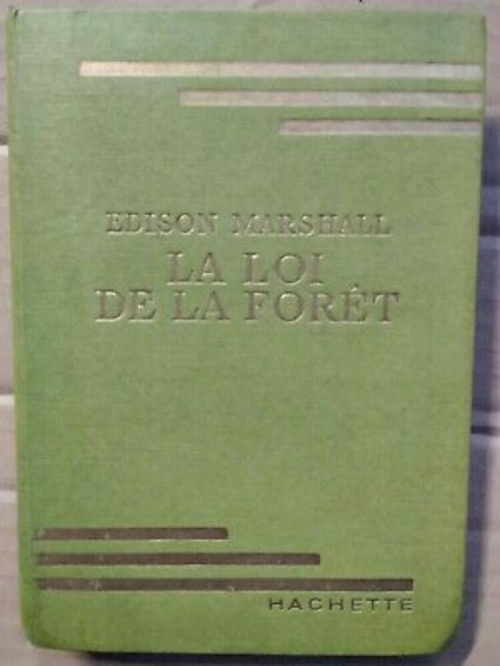 EDISON MARSHALL
LA LOI
DE LA FORÊT
HACHETTE